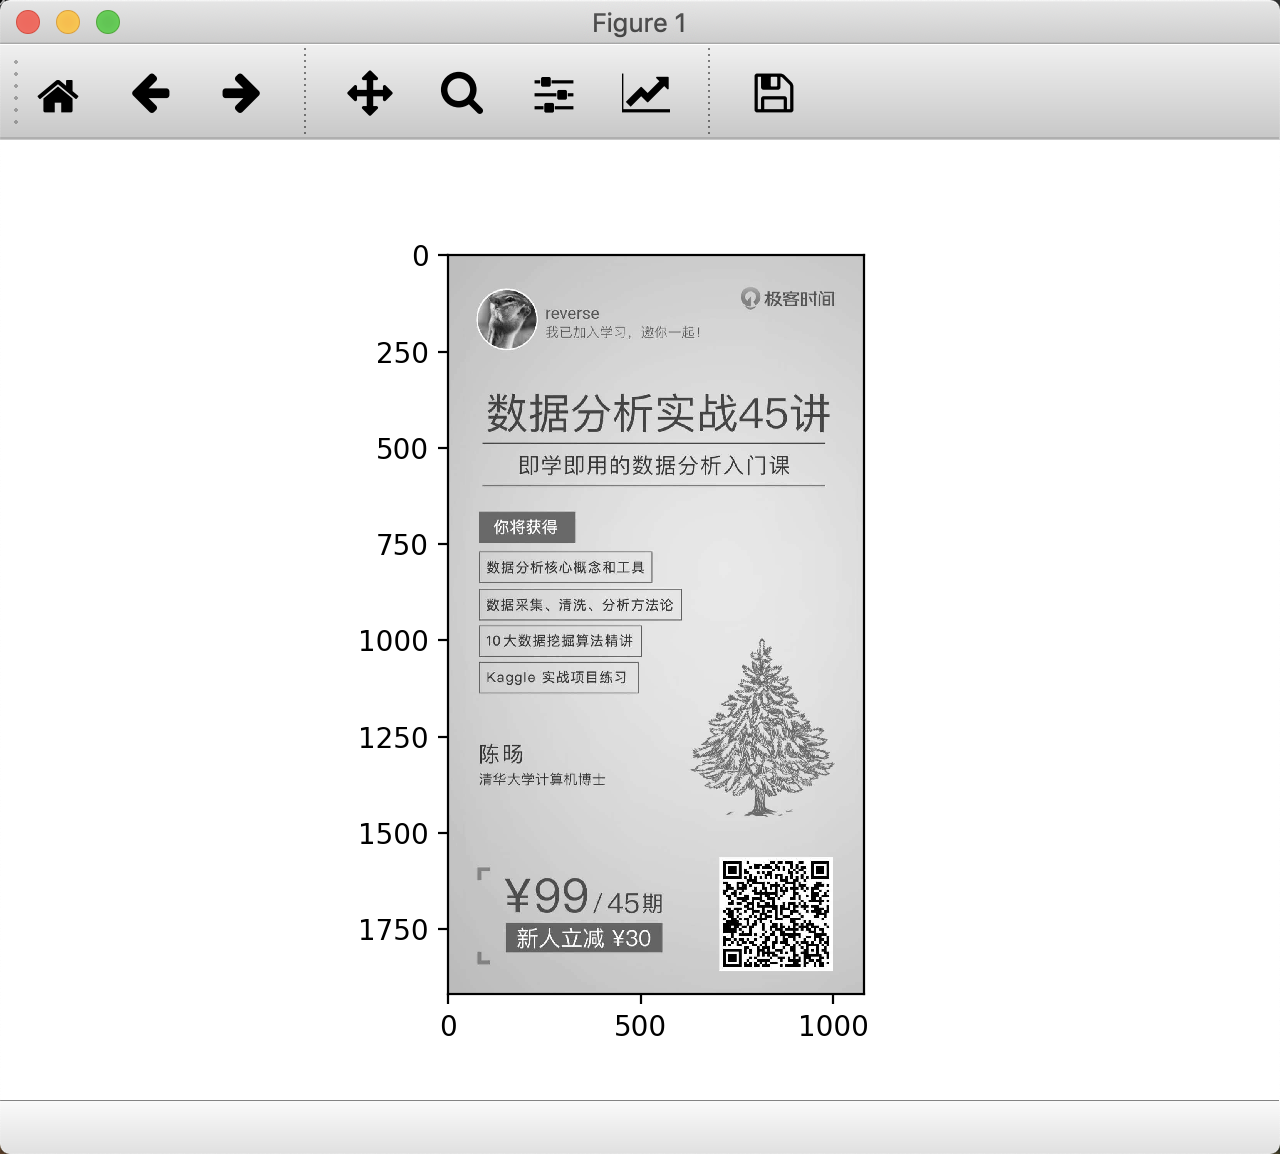 Figure 1
0
250
500
750
1000
1250
1500
1750
0
500
1000
极客时间
reverse
我已加入学习，邀你一起！
数据分析实战45讲
即学即用的数据分析入门课
你将获得
数据分析核心概念和工具
数据采集、清洗、分析方法论
10大数据挖掘算法精讲
Kaggle 实战项目练习
陈旸
清华大学计算机博士
¥99/45期
新人立减 ¥30